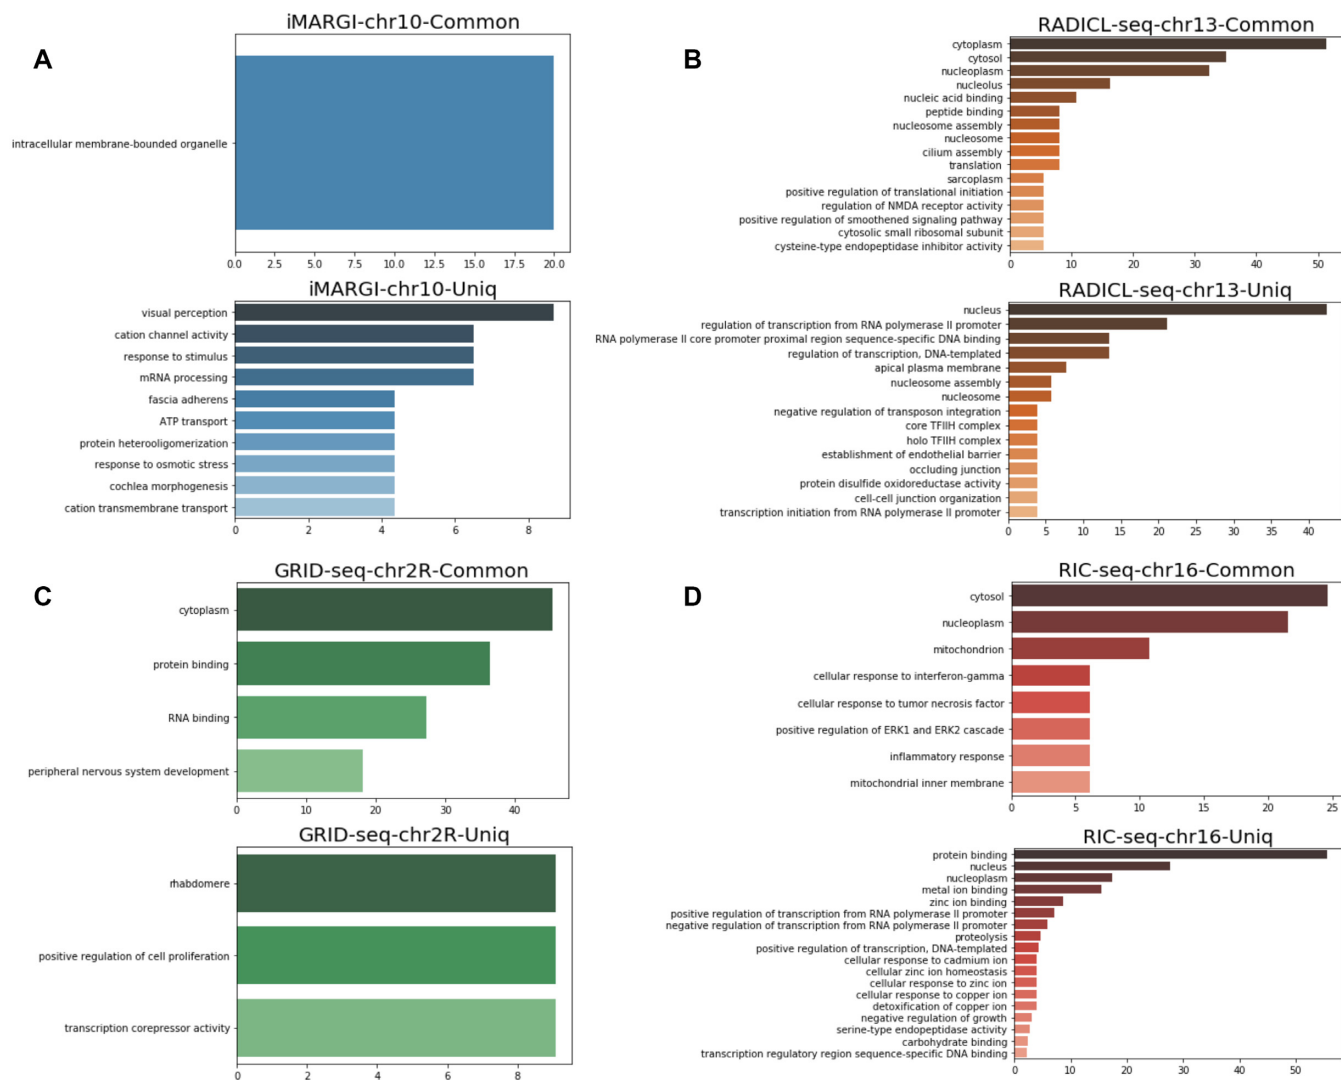 A
iMARGI-chr10-Common
intracellular membrane-bounded organelle
0.0 2.5 5.0 7.5 10.0 12.5 15.0 17.5 20.0
iMARGI-chr10-Uniq
visual perception
cation channel activity
response to stimulus
mRNA processing
fascia adherens
ATP transport
protein heterooligomerization
response to osmotic stress
cochlea morphogenesis
cation transmembrane transport
0 2 4 6 8
B
RADICL-seq-chr13-Common
cytoplasm
cytosol
nucleoplasm
nucleolus
nucleic acid binding
peptide binding
nucleosome assembly
nucleosome
cilium assembly
translation
sarcoplasm
positive regulation of translational initiation
regulation of NMDA receptor activity
positive regulation of smoothened signaling pathway
cytosolic small ribosomal subunit
cysteine-type endopeptidase inhibitor activity
0 10 20 30 40 50
RADICL-seq-chr13-Uniq
nucleus
regulation of transcription from RNA polymerase II promoter
RNA polymerase II core promoter proximal region sequence-specific DNA binding
regulation of transcription, DNA-templated
apical plasma membrane
nucleosome assembly
nucleosome
negative regulation of transposon integration
core TFIIH complex
holo TFIIH complex
establishment of endothelial barrier
occluding junction
protein disulfide oxidoreductase activity
cell-cell junction organization
transcription initiation from RNA polymerase II promoter
0 5 10 15 20 25 30 35 40
C
GRID-seq-chr2R-Common
cytoplasm
protein binding
RNA binding
peripheral nervous system development
0 10 20 30 40
GRID-seq-chr2R-Uniq
rhabdomere
positive regulation of cell proliferation
transcription corepressor activity
0 2 4 6 8
D
RIC-seq-chr16-Common
cytosol
nucleoplasm
mitochondrion
cellular response to interferon-gamma
cellular response to tumor necrosis factor
positive regulation of ERK1 and ERK2 cascade
inflammatory response
mitochondrial inner membrane
0 5 10 15 20 25
RIC-seq-chr16-Uniq
protein binding
nucleus
nucleoplasm
metal ion binding
zinc ion binding
positive regulation of transcription from RNA polymerase II promoter
negative regulation of transcription from RNA polymerase II promoter
proteolysis
positive regulation of transcription, DNA-templated
cellular response to cadmium ion
cellular zinc ion homeostasis
cellular response to zinc ion
cellular response to copper ion
detoxification of copper ion
negative regulation of growth
serine-type endopeptidase activity
carbohydrate binding
transcription regulatory region sequence-specific DNA binding
0 10 20 30 40 50